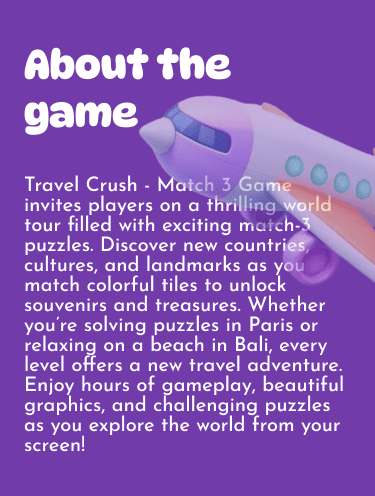 About the
game
Travel Crush - Match 3 Game
invites players on a thrilling world
tour filled with exciting match-3
puzzles. Discover new countries,
cultures, and landmarks as you
match colorful tiles to unlock
souvenirs and treasures. Whether
you're solving puzzles in Paris or
relaxing on a beach in Bali, every
level offers a new travel adventure.
Enjoy hours of gameplay, beautiful
graphics, and challenging puzzles
as you explore the world from your
screen!